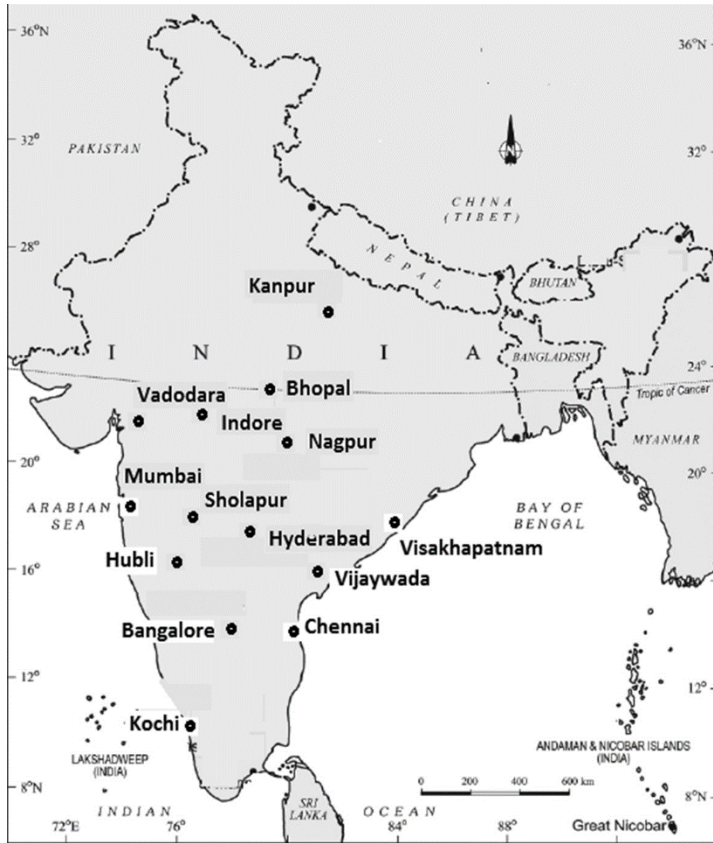 36°N
36°N
32°
32°
PAKISTAN
N
CHINA
(TIBET)
28°
28°
NEPAL
BHUTAN
Kanpur
I N D I A
BANGLADESH
24°
24°
Tropic of Cancer
Bhopal
Vadodara
Indore
Nagpur
MYANMAR
20°
20°
Mumbai
ARABIAN
SEA
Sholapur
BAY OF
BENGAL
Hyderabad
Visakhapatnam
Hubli
16°
16°
Vijaywada
Bangalore
Chennai
12°
12°
Kochi
LAKSHADWEEP
(INDIA)
ANDAMAN & NICOBAR ISLANDS
(INDIA)
0 200 400 600 km
8°N
8°N
INDIAN
SRI
LANKA
OCEAN
Great Nicobar
72°E
76°
84°
88°